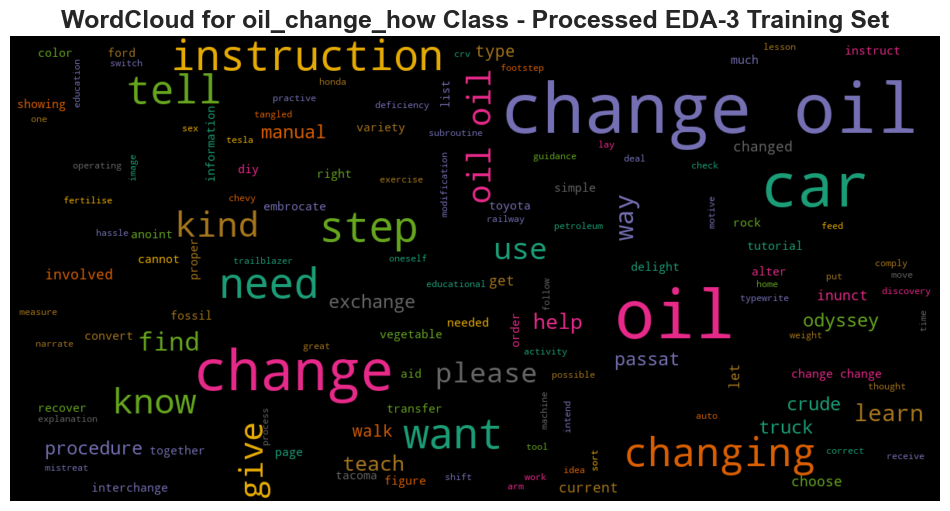 WordCloud for oil_change_how Class - Processed EDA-3 Training Set
color ford instruction crv type lesson instruct
switch much
education tell honda list footstep change oil
showing practive deficiency oil oil
one tangled
sex manual variety subroutine lay changed
tesla information deal
operating image diy right guidance check car
exercise modification simple
fertilise chevy embrocate toyota way motive rock feed
hassle anoint kind step railway petroleum
cannot proper use tutorial
involved trailblazer oneself delight alter comply
need educational get home put move
exchange follow typewrite inunct discovery
measure fossil needed order help oil odyssey time
narrate convert find vegetable weight
great activity passat
change aid please possible let change change
thought
recover know transfer machine intend auto crude learn
explanation process want walk truck
procedure together give page tool sort changing correct receive
mistreat teach idea
interchange tacoma figure shift work arm current choose